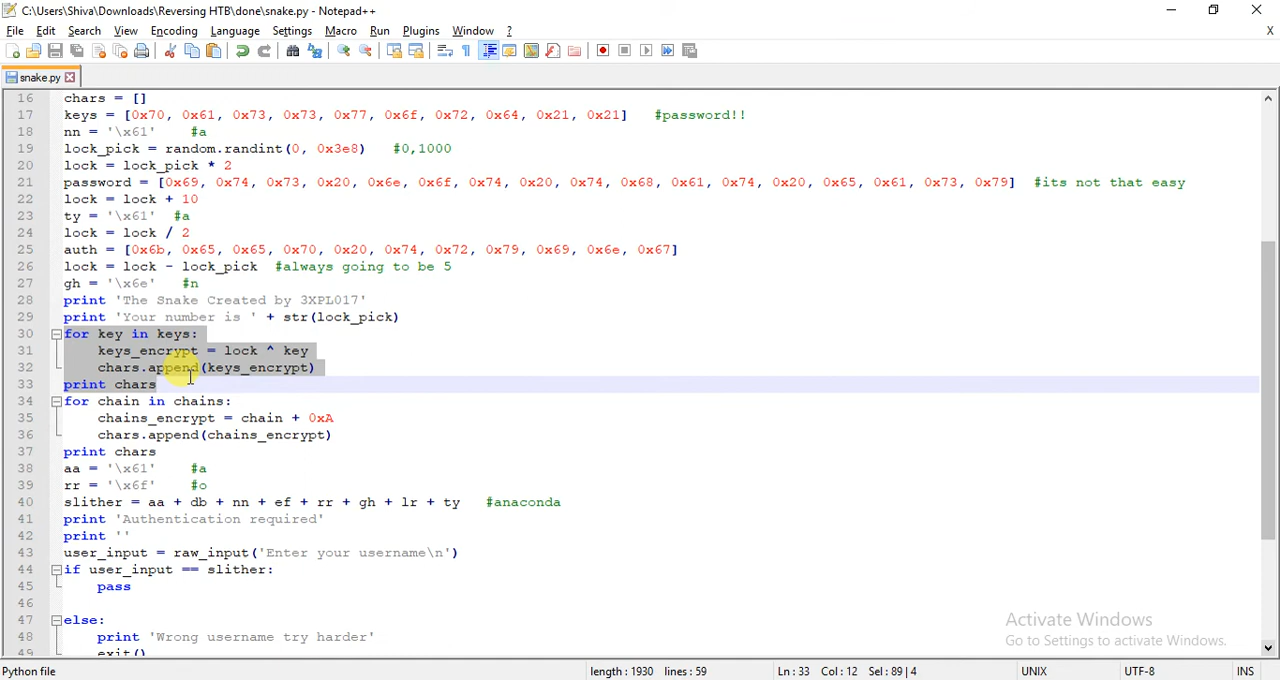 C:\Users\Shiva\Downloads\Reversing HTB\done\snake.py - Notepad++
File Edit Search View Encoding Language Settings Macro Run Plugins Window ? X
snake.py
16 chars = []
17 keys = [0x70, 0x61, 0x73, 0x73, 0x77, 0x6f, 0x72, 0x64, 0x21, 0x21] #password!!
18 nn = '\x61' #a
19 lock_pick = random.randint(0, 0x3e8) #0,1000
20 lock = lock_pick * 2
21 password = [0x69, 0x74, 0x73, 0x20, 0x6e, 0x6f, 0x74, 0x20, 0x74, 0x68, 0x61, 0x74, 0x20, 0x65, 0x61, 0x73, 0x79] #its not that easy
22 lock = lock + 10
23 ty = '\x61' #a
24 lock = lock / 2
25 auth = [0x6b, 0x65, 0x65, 0x70, 0x20, 0x74, 0x72, 0x79, 0x69, 0x6e, 0x67]
26 lock = lock - lock_pick #always going to be 5
27 gh = '\x6e' #n
28 print 'The Snake Created by 3XPL017'
29 print 'Your number is ' + str(lock_pick)
30 for key in keys:
31 keys_encrypt = lock ^ key
32 chars.append(keys_encrypt)
33 print chars
34 for chain in chains:
35 chains_encrypt = chain + 0xA
36 chars.append(chains_encrypt)
37 print chars
38 aa = '\x61' #a
39 rr = '\x6f' #o
40 slither = aa + db + nn + ef + rr + gh + lr + ty #anaconda
41 print 'Authentication required'
42 print ''
43 user_input = raw_input('Enter your username\n')
44 if user_input == slither:
45 pass
46
47 else:
48 print 'Wrong username try harder'
49 exit()
Activate Windows
Go to Settings to activate Windows.
Python file length : 1930 lines : 59 Ln : 33 Col : 12 Sel : 89 | 4 UNIX UTF-8 INS